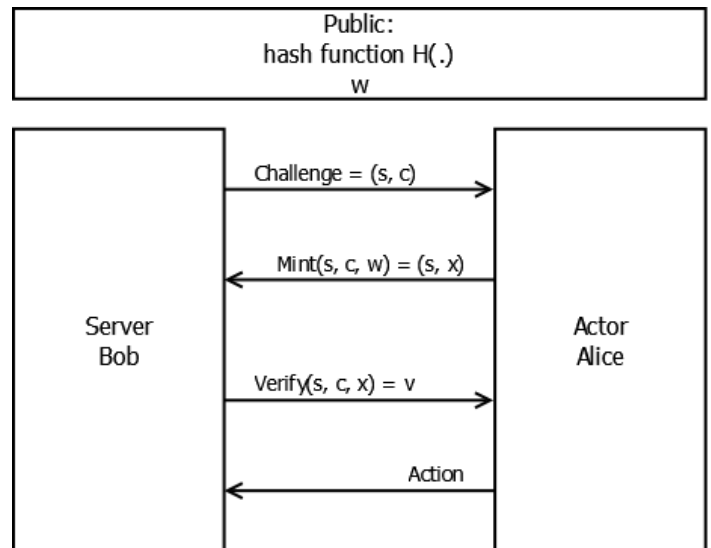 Public:
hash function H(.)
w
Challenge = (s, c)
Mint(s, c, w) = (s, x)
Server
Bob
Actor
Alice
Verify(s, c, x) = v
Action